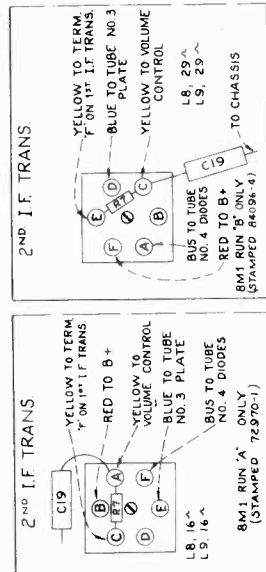 2ND I.F. TRANS.
C19
YELLOW TO TERM.
"F" ON 1ST I.F. TRANS.
RED TO B+
B
A
C
R7
YELLOW TO
VOLUME CONTROL
D
F
E
BLUE TO TUBE
NO. 3 PLATE
BUS TO TUBE
NO. 4 DIODES
L8, 16 ~
L9, 16 ~
8M1 RUN "A" ONLY
(STAMPED 72970-1)
2ND I.F. TRANS.
YELLOW TO TERM.
"F" ON 1ST I.F. TRANS.
BLUE TO TUBE NO.3
PLATE
YELLOW TO VOLUME
CONTROL
E
D
R7
F
C
A
B
C19
L8, 29 ~
L9, 29 ~
BUS TO TUBE
NO. 4 DIODES
RED TO B+
TO CHASSIS
8M1 RUN "B" ONLY
(STAMPED 84096-4)